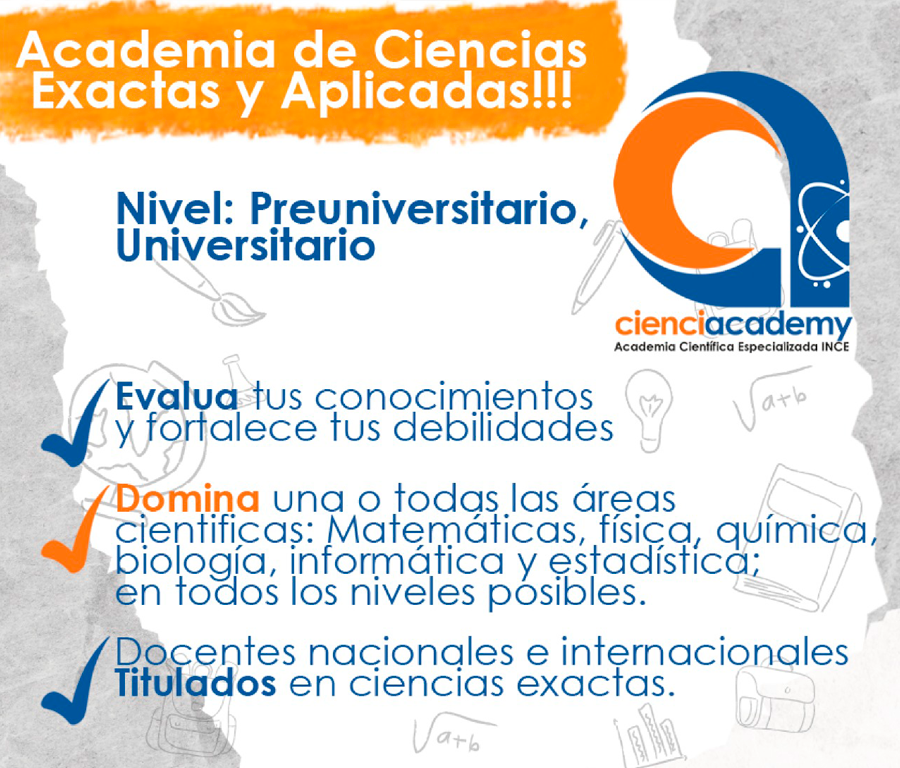 Academia de Ciencias
Exactas y Aplicadas!!!
Nivel: Preuniversitario,
Universitario
cienciacademy
Academia Científica Especializada INCE
Evalua tus conocimientos
y fortalece tus debilidades
√a+b
Domina una o todas las áreas
cientificas: Matemáticas, física, química,
biología, informática y estadística;
en todos los niveles posibles.
Docentes nacionales e internacionales
Titulados en ciencias exactas.
√a+b